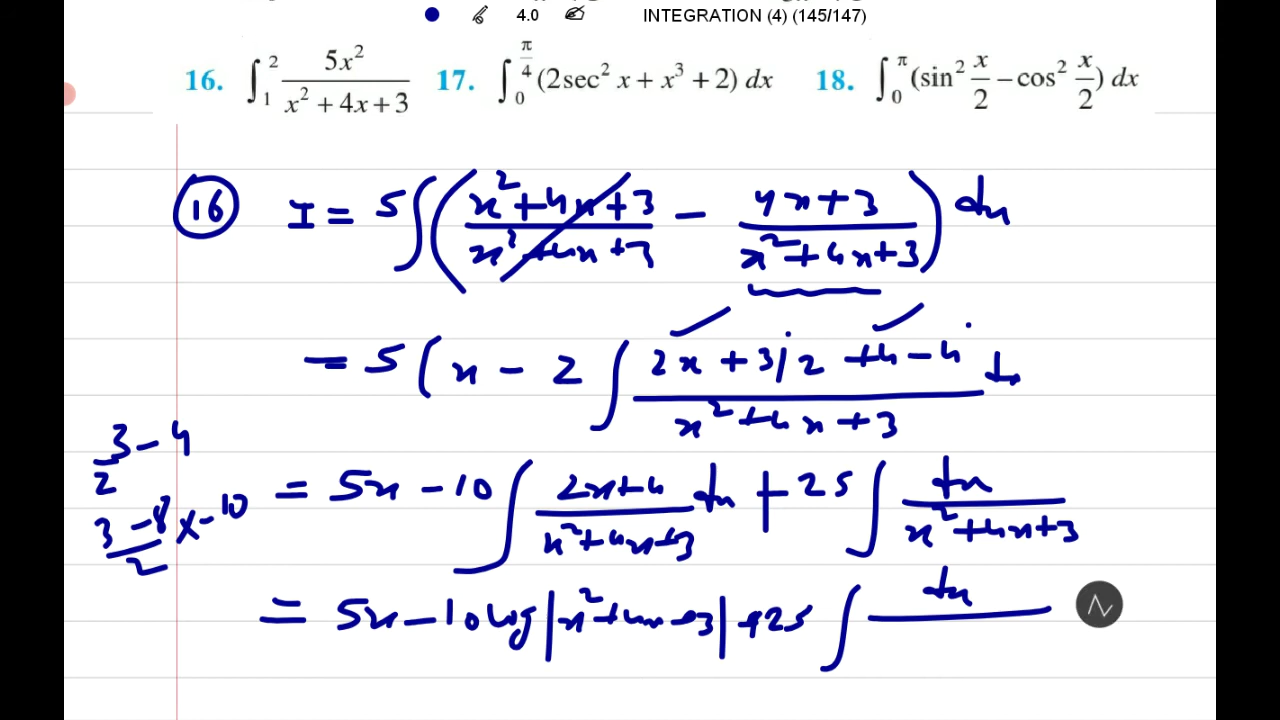 4.0 INTEGRATION (4) (145/147)
16. ∫₁² 5x²/(x² + 4x + 3) 17. ∫₀^(π/4) (2sec² x + x³ + 2) dx 18. ∫₀^π (sin² x/2 − cos² x/2) dx
16 I = 5∫( (x²+4x+3)/(x²+4x+3) − (4x+3)/(x²+4x+3) ) dx
= 5( x − 2∫ (2x + 3/2 + 4 − 4)/(x²+4x+3) dx
3/2 − 4
= 5x − 10∫ (2x+4)/(x²+4x+3) dx + 25∫ dx/(x²+4x+3)
(3 − 8)/2 × −10
= 5x − 10 log|x²+4x+3| + 25∫ dx